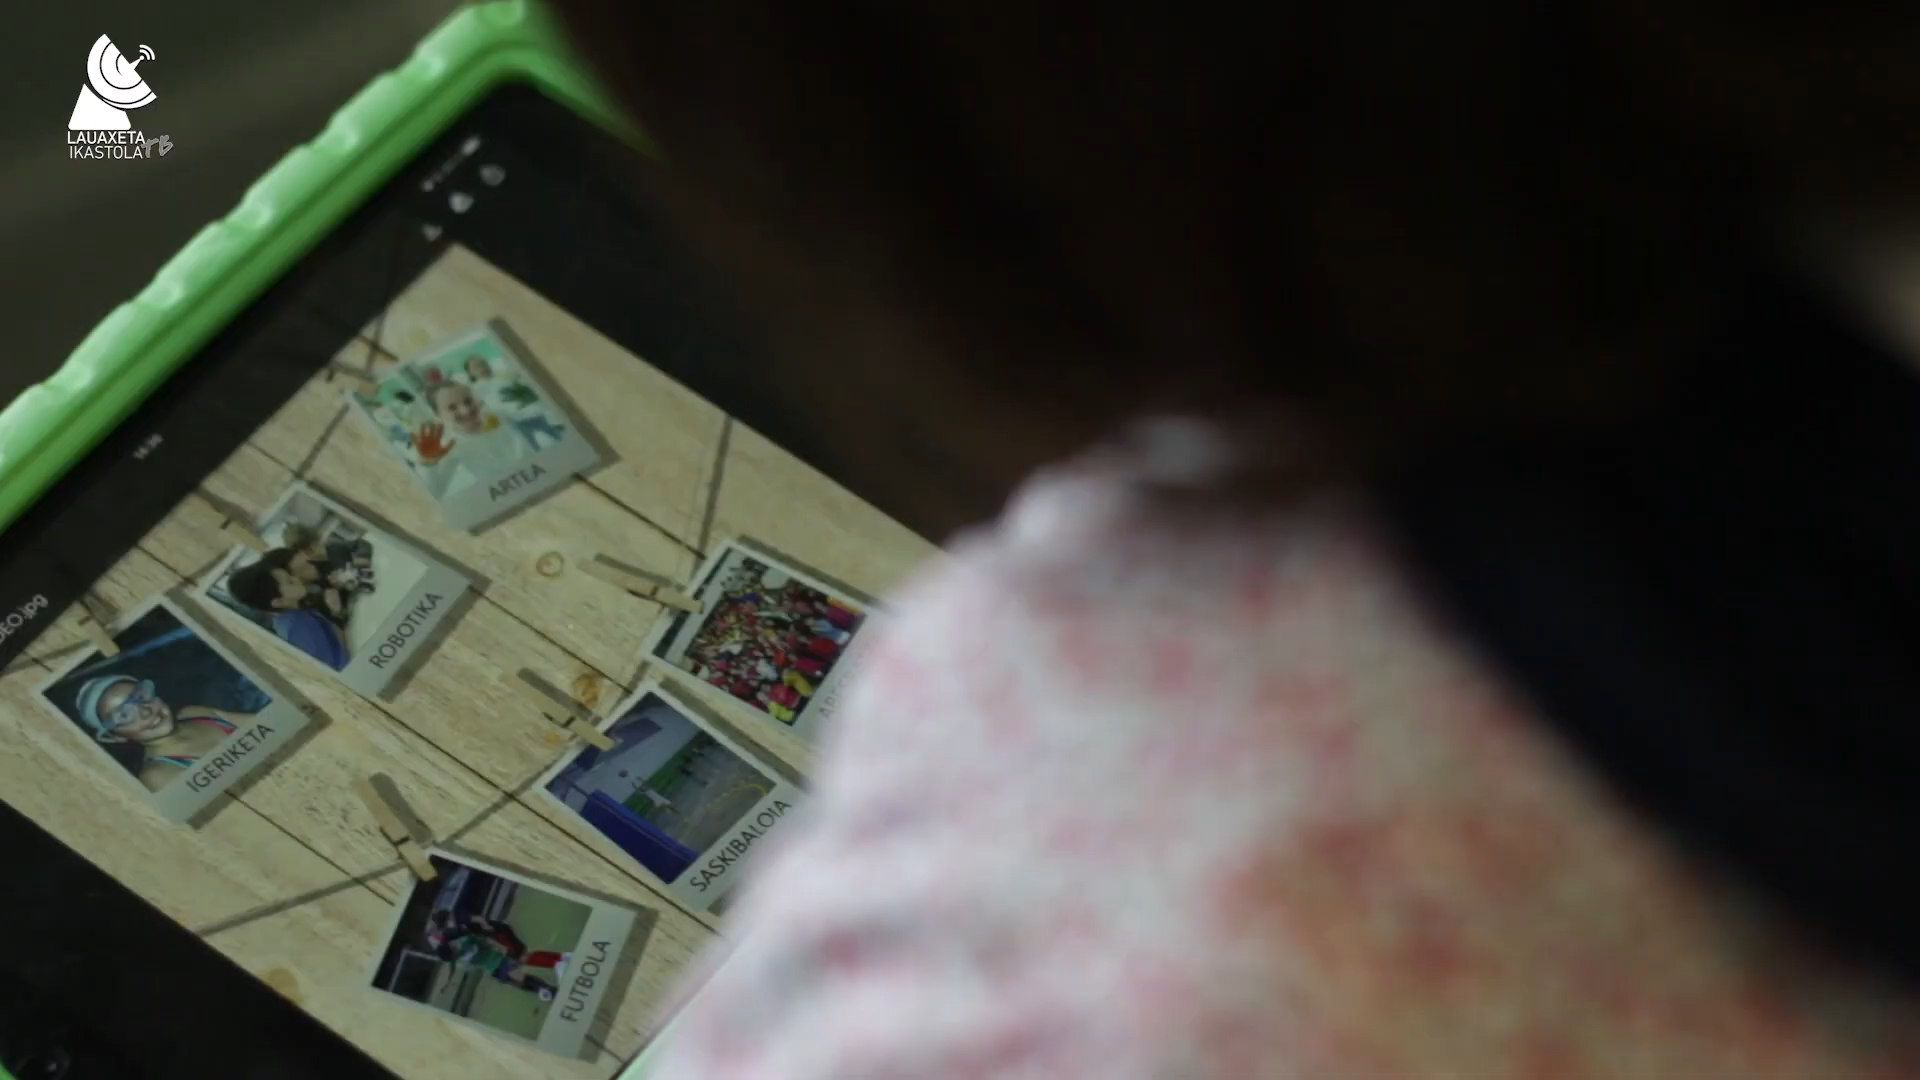 LAUAXETA
IKASTOLA TB
ARTEA
ROBOTIKA
IGERIKETA
SASKIBALOIA
FUTBOLA